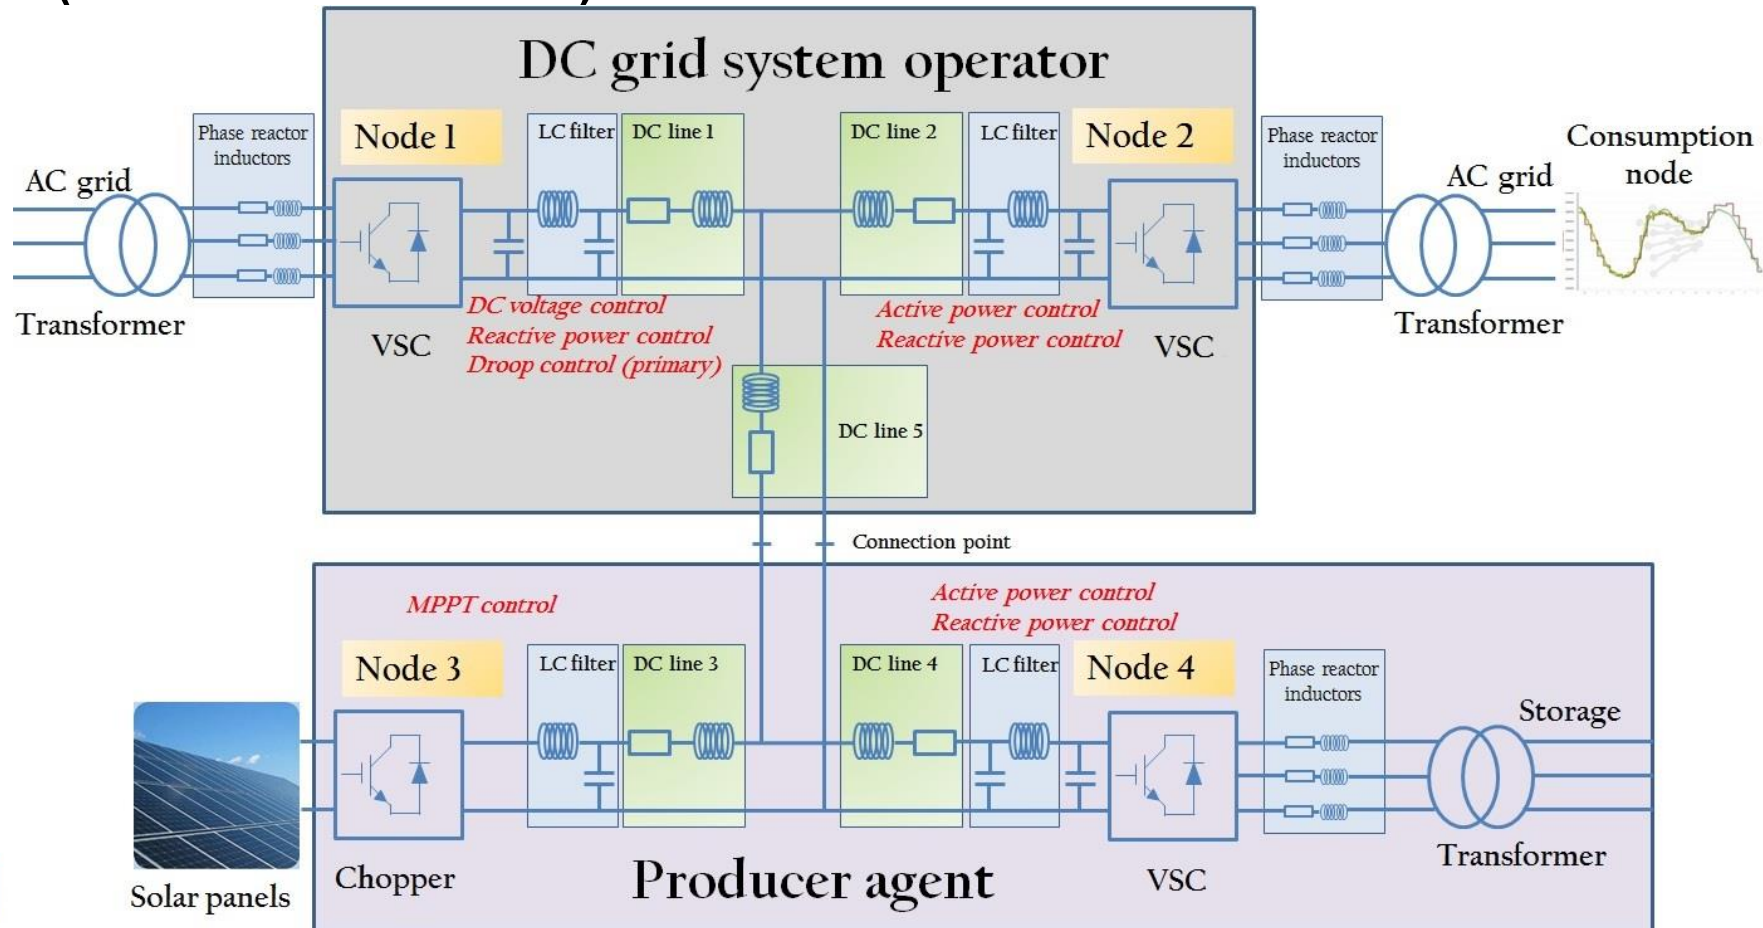 DC grid system operator
Phase reactor
inductors
Node 1
LC filter
DC line 1
DC line 2
LC filter
Node 2
Phase reactor
inductors
Consumption
node
AC grid
AC grid
Transformer
VSC
DC voltage control
Reactive power control
Droop control (primary)
Active power control
Reactive power control
VSC
Transformer
DC line 5
Connection point
MPPT control
Active power control
Reactive power control
Node 3
LC filter
DC line 3
DC line 4
LC filter
Node 4
Phase reactor
inductors
Storage
Solar panels
Chopper
Producer agent
VSC
Transformer